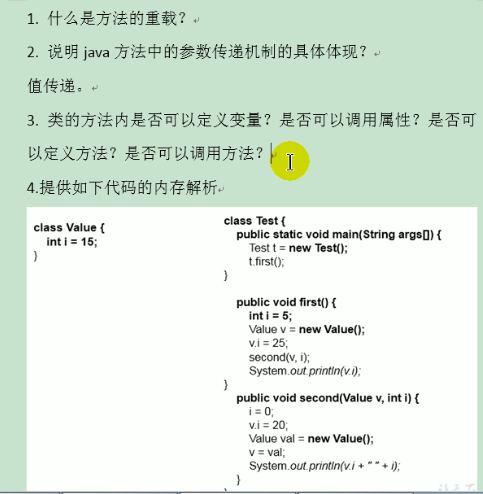 1. 什么是方法的重载？
2. 说明 java 方法中的参数传递机制的具体体现？
值传递。
3. 类的方法内是否可以定义变量？是否可以调用属性？是否可
以定义方法？是否可以调用方法？
4.提供如下代码的内存解析
class Value {
int i = 15;
}
class Test {
public static void main(String args[]) {
Test t = new Test();
t.first();
}
public void first() {
int i = 5;
Value v = new Value();
v.i = 25;
second(v, i);
System.out.println(v.i);
}
public void second(Value v, int i) {
i = 0;
v.i = 20;
Value val = new Value();
v = val;
System.out.println(v.i + " " + i);
}
}